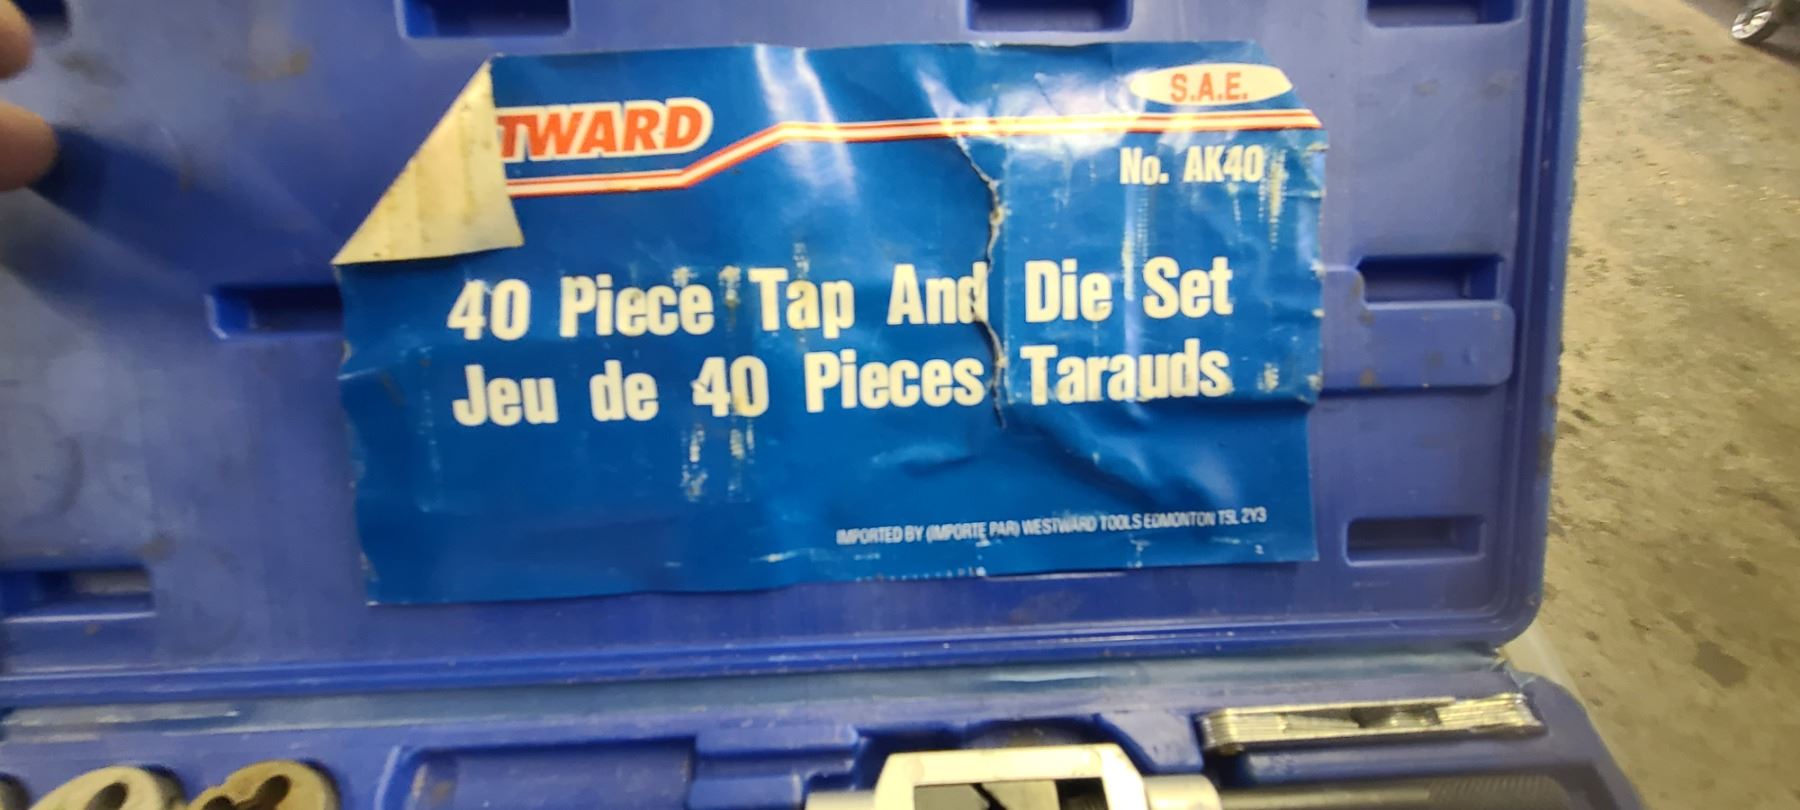 TWARD
S.A.E.
No. AK40
40 Piece Tap And Die Set
Jeu de 40 Pieces Tarauds
IMPORTED BY (IMPORTE PAR) WESTWARD TOOLS EDMONTON T5L 2Y3